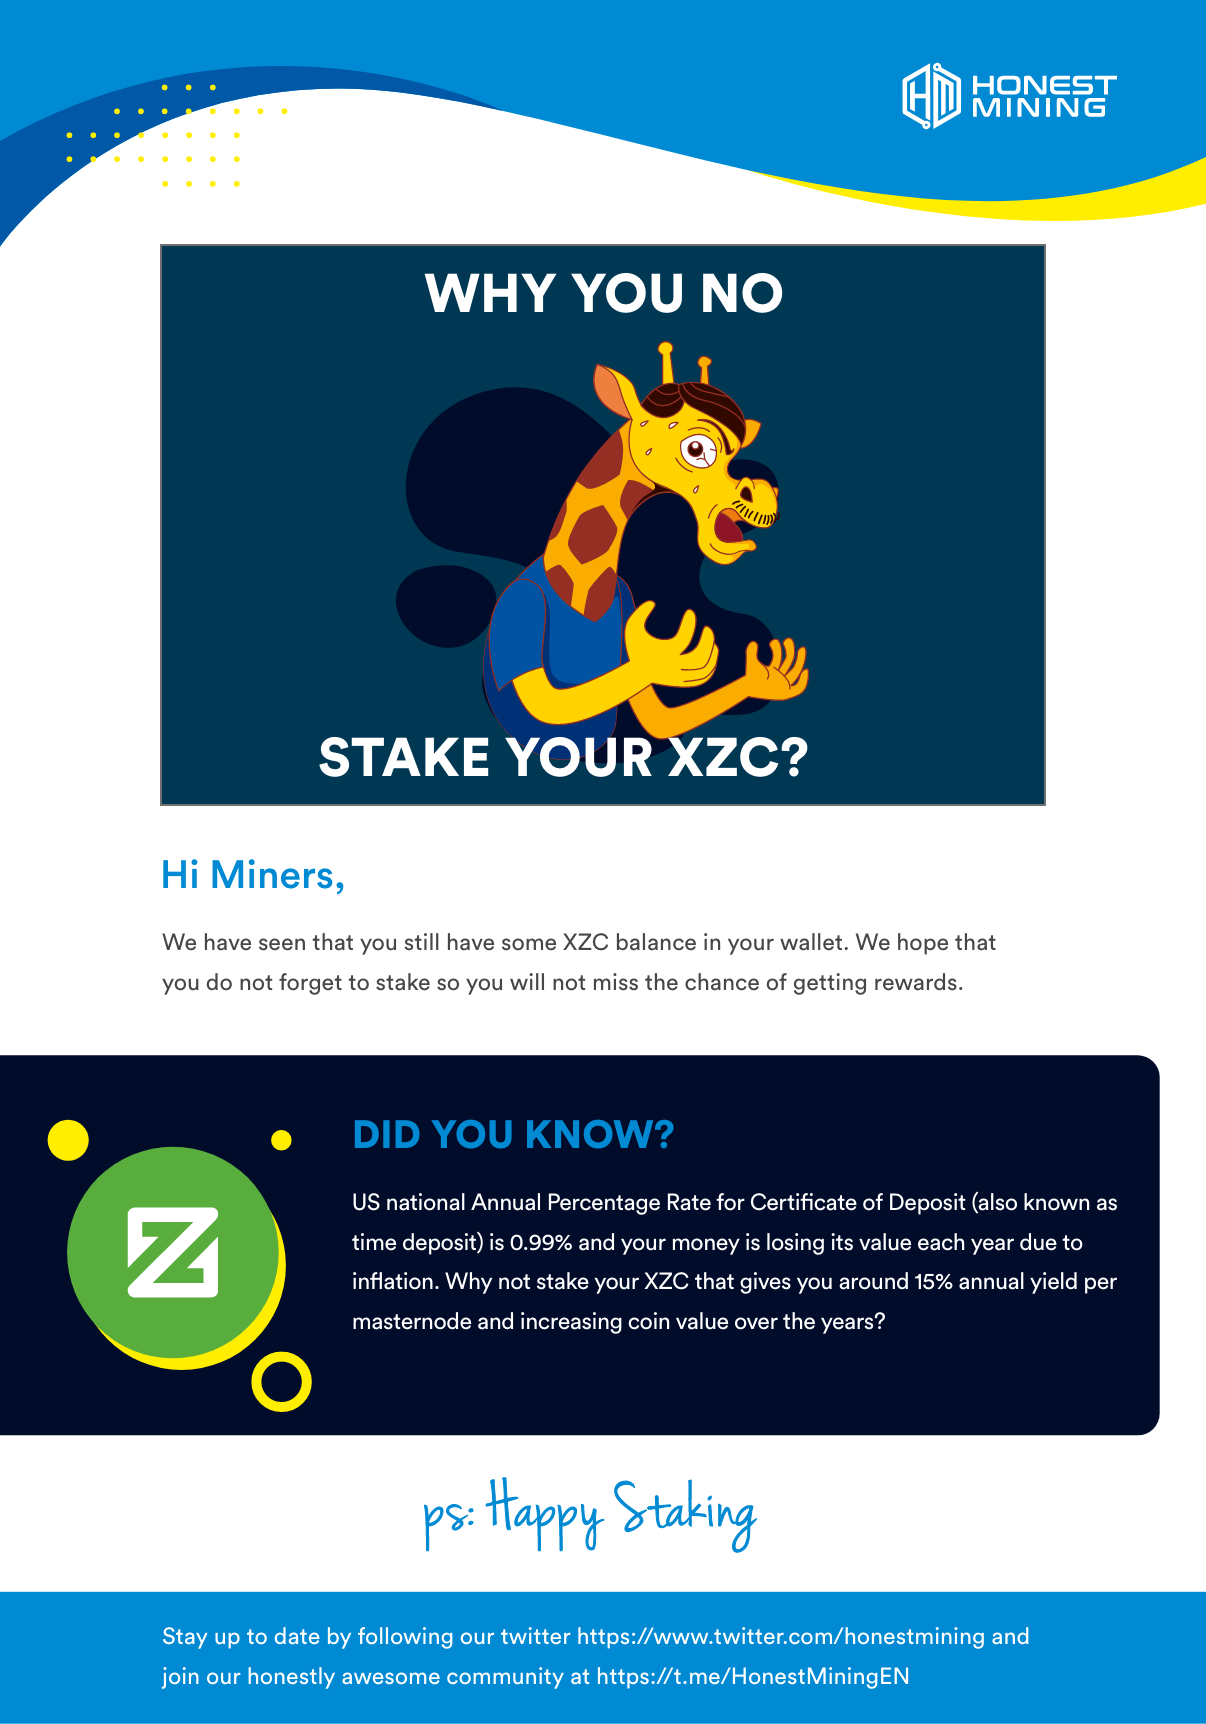 HONEST
MINING
WHY YOU NO
STAKE YOUR XZC?
Hi Miners,
We have seen that you still have some XZC balance in your wallet. We hope that
you do not forget to stake so you will not miss the chance of getting rewards.
DID YOU KNOW?
US national Annual Percentage Rate for Certificate of Deposit (also known as
time deposit) is 0.99% and your money is losing its value each year due to
inflation. Why not stake your XZC that gives you around 15% annual yield per
masternode and increasing coin value over the years?
ps: Happy Staking
Stay up to date by following our twitter https://www.twitter.com/honestmining and
join our honestly awesome community at https://t.me/HonestMiningEN